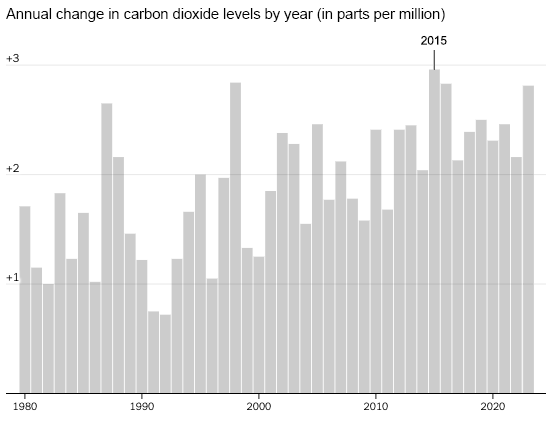 Annual change in carbon dioxide levels by year (in parts per million)
2015
+3
+2
+1
1980 1990 2000 2010 2020